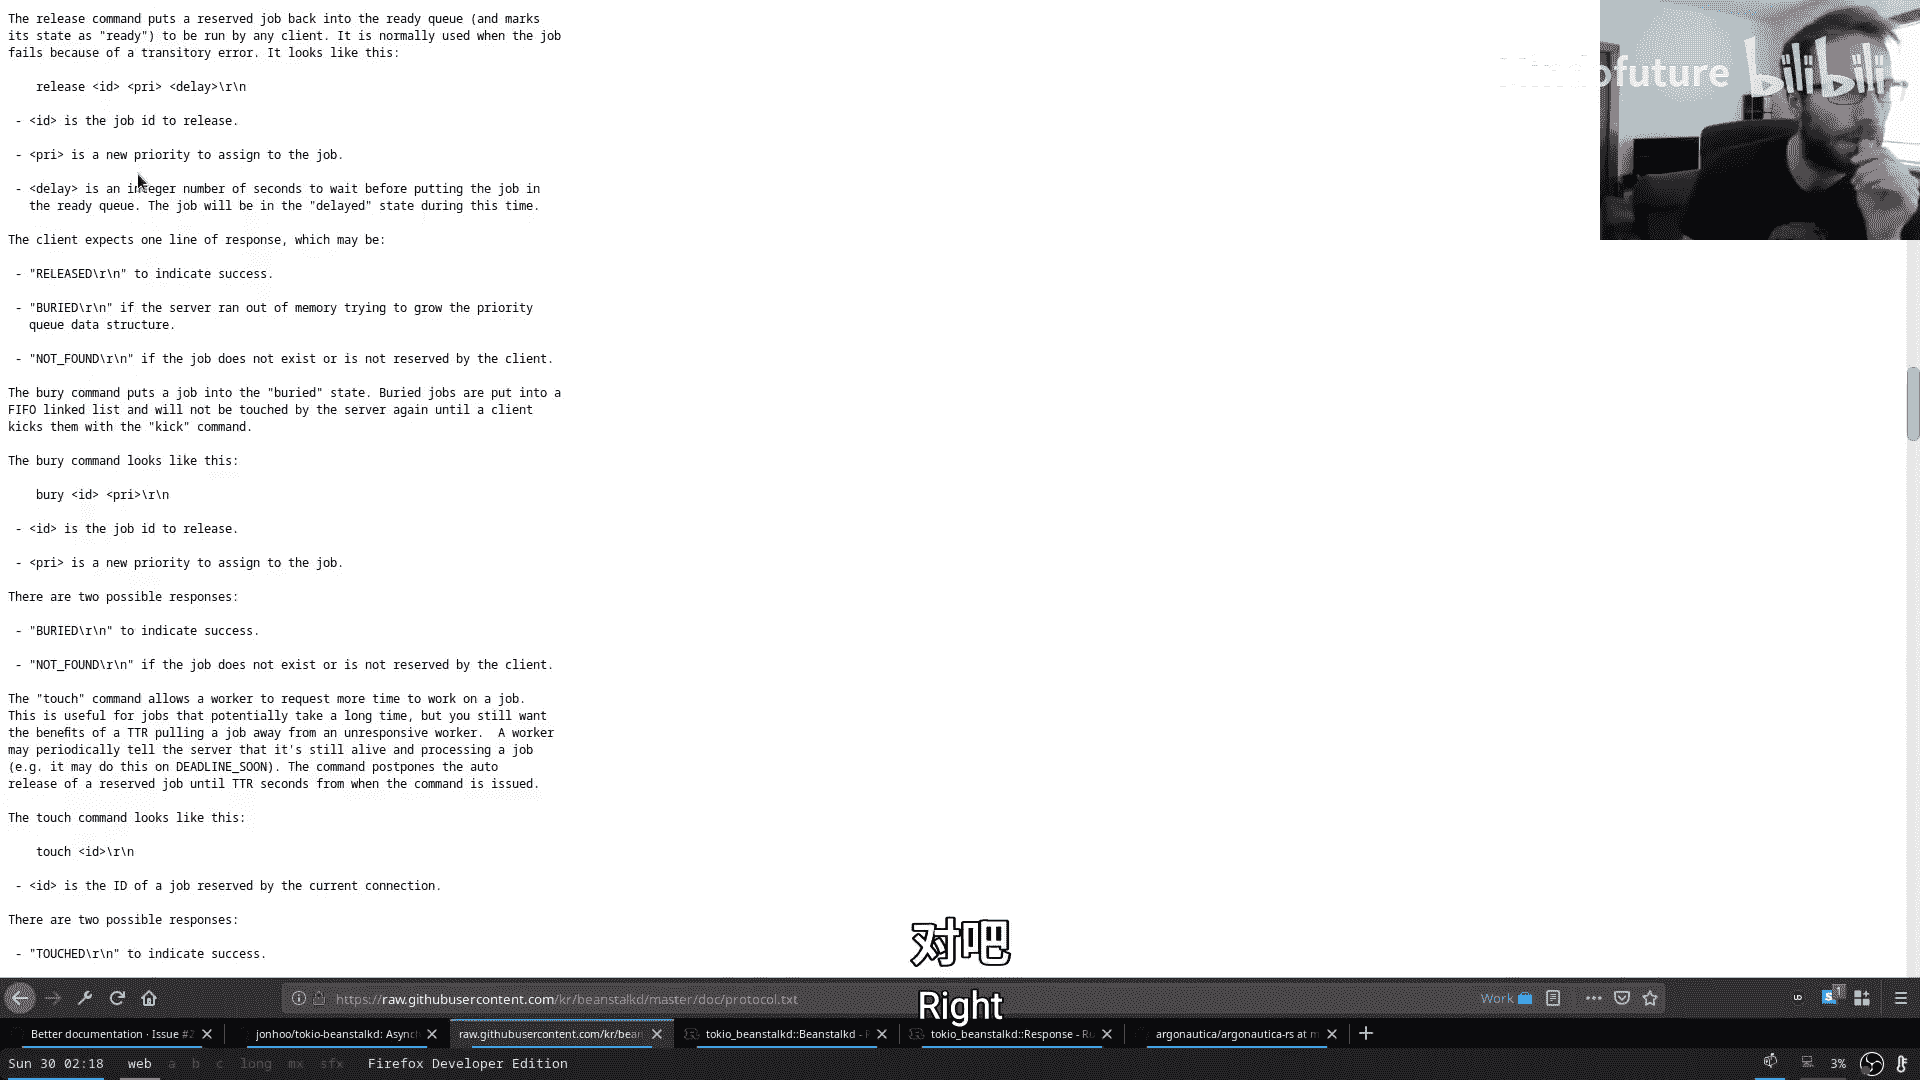 The release command puts a reserved job back into the ready queue (and marks
its state as "ready") to be run by any client. It is normally used when the job
fails because of a transitory error. It looks like this:
release <id> <pri> <delay>\r\n
- <id> is the job id to release.
- <pri> is a new priority to assign to the job.
- <delay> is an integer number of seconds to wait before putting the job in
the ready queue. The job will be in the "delayed" state during this time.
The client expects one line of response, which may be:
- "RELEASED\r\n" to indicate success.
- "BURIED\r\n" if the server ran out of memory trying to grow the priority
queue data structure.
- "NOT_FOUND\r\n" if the job does not exist or is not reserved by the client.
The bury command puts a job into the "buried" state. Buried jobs are put into a
FIFO linked list and will not be touched by the server again until a client
kicks them with the "kick" command.
The bury command looks like this:
bury <id> <pri>\r\n
- <id> is the job id to release.
- <pri> is a new priority to assign to the job.
There are two possible responses:
- "BURIED\r\n" to indicate success.
- "NOT_FOUND\r\n" if the job does not exist or is not reserved by the client.
The "touch" command allows a worker to request more time to work on a job.
This is useful for jobs that potentially take a long time, but you still want
the benefits of a TTR pulling a job away from an unresponsive worker.  A worker
may periodically tell the server that it's still alive and processing a job
(e.g. it may do this on DEADLINE_SOON). The command postpones the auto
release of a reserved job until TTR seconds from when the command is issued.
The touch command looks like this:
touch <id>\r\n
- <id> is the ID of a job reserved by the current connection.
There are two possible responses:
- "TOUCHED\r\n" to indicate success.
ofuture bilibili
对吧
Right
https://raw.githubusercontent.com/kr/beanstalkd/master/doc/protocol.txt
Work
1
Better documentation · Issue #2
jonhoo/tokio-beanstalkd: Async
raw.githubusercontent.com/kr/bean
tokio_beanstalkd::Beanstalkd -
tokio_beanstalkd::Response - Ru
argonautica/argonautica-rs at m
Sun 30 02:18
web
a
b
c
long
mx
sfx
Firefox Developer Edition
3%